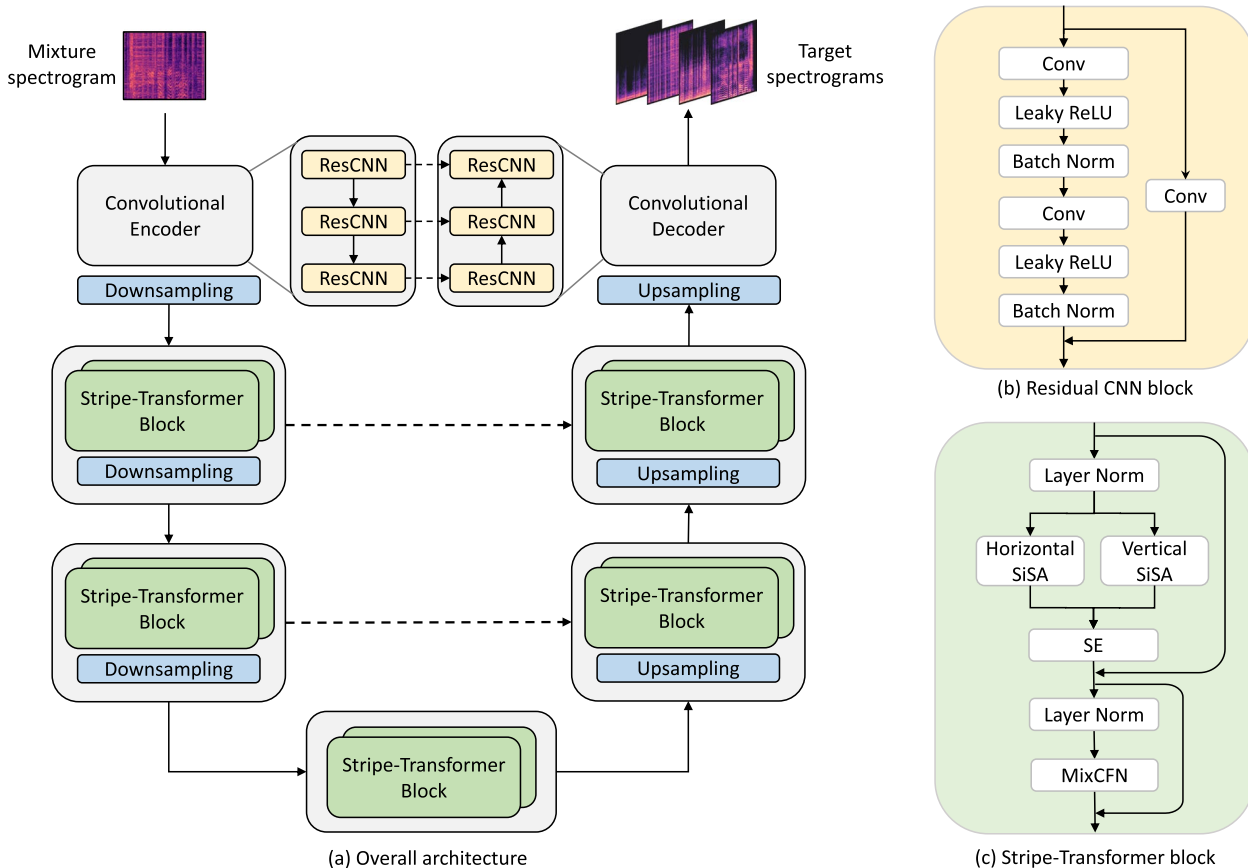 Mixture
spectrogram
Target
spectrograms
Convolutional
Encoder
ResCNN
ResCNN
ResCNN
ResCNN
ResCNN
ResCNN
Convolutional
Decoder
Downsampling
Upsampling
Stripe-Transformer
Block
Downsampling
Stripe-Transformer
Block
Upsampling
Stripe-Transformer
Block
Downsampling
Stripe-Transformer
Block
Upsampling
Stripe-Transformer
Block
(a) Overall architecture
Conv
Leaky ReLU
Batch Norm
Conv
Conv
Leaky ReLU
Batch Norm
(b) Residual CNN block
Layer Norm
Horizontal
SiSA
Vertical
SiSA
SE
Layer Norm
MixCFN
(c) Stripe-Transformer block